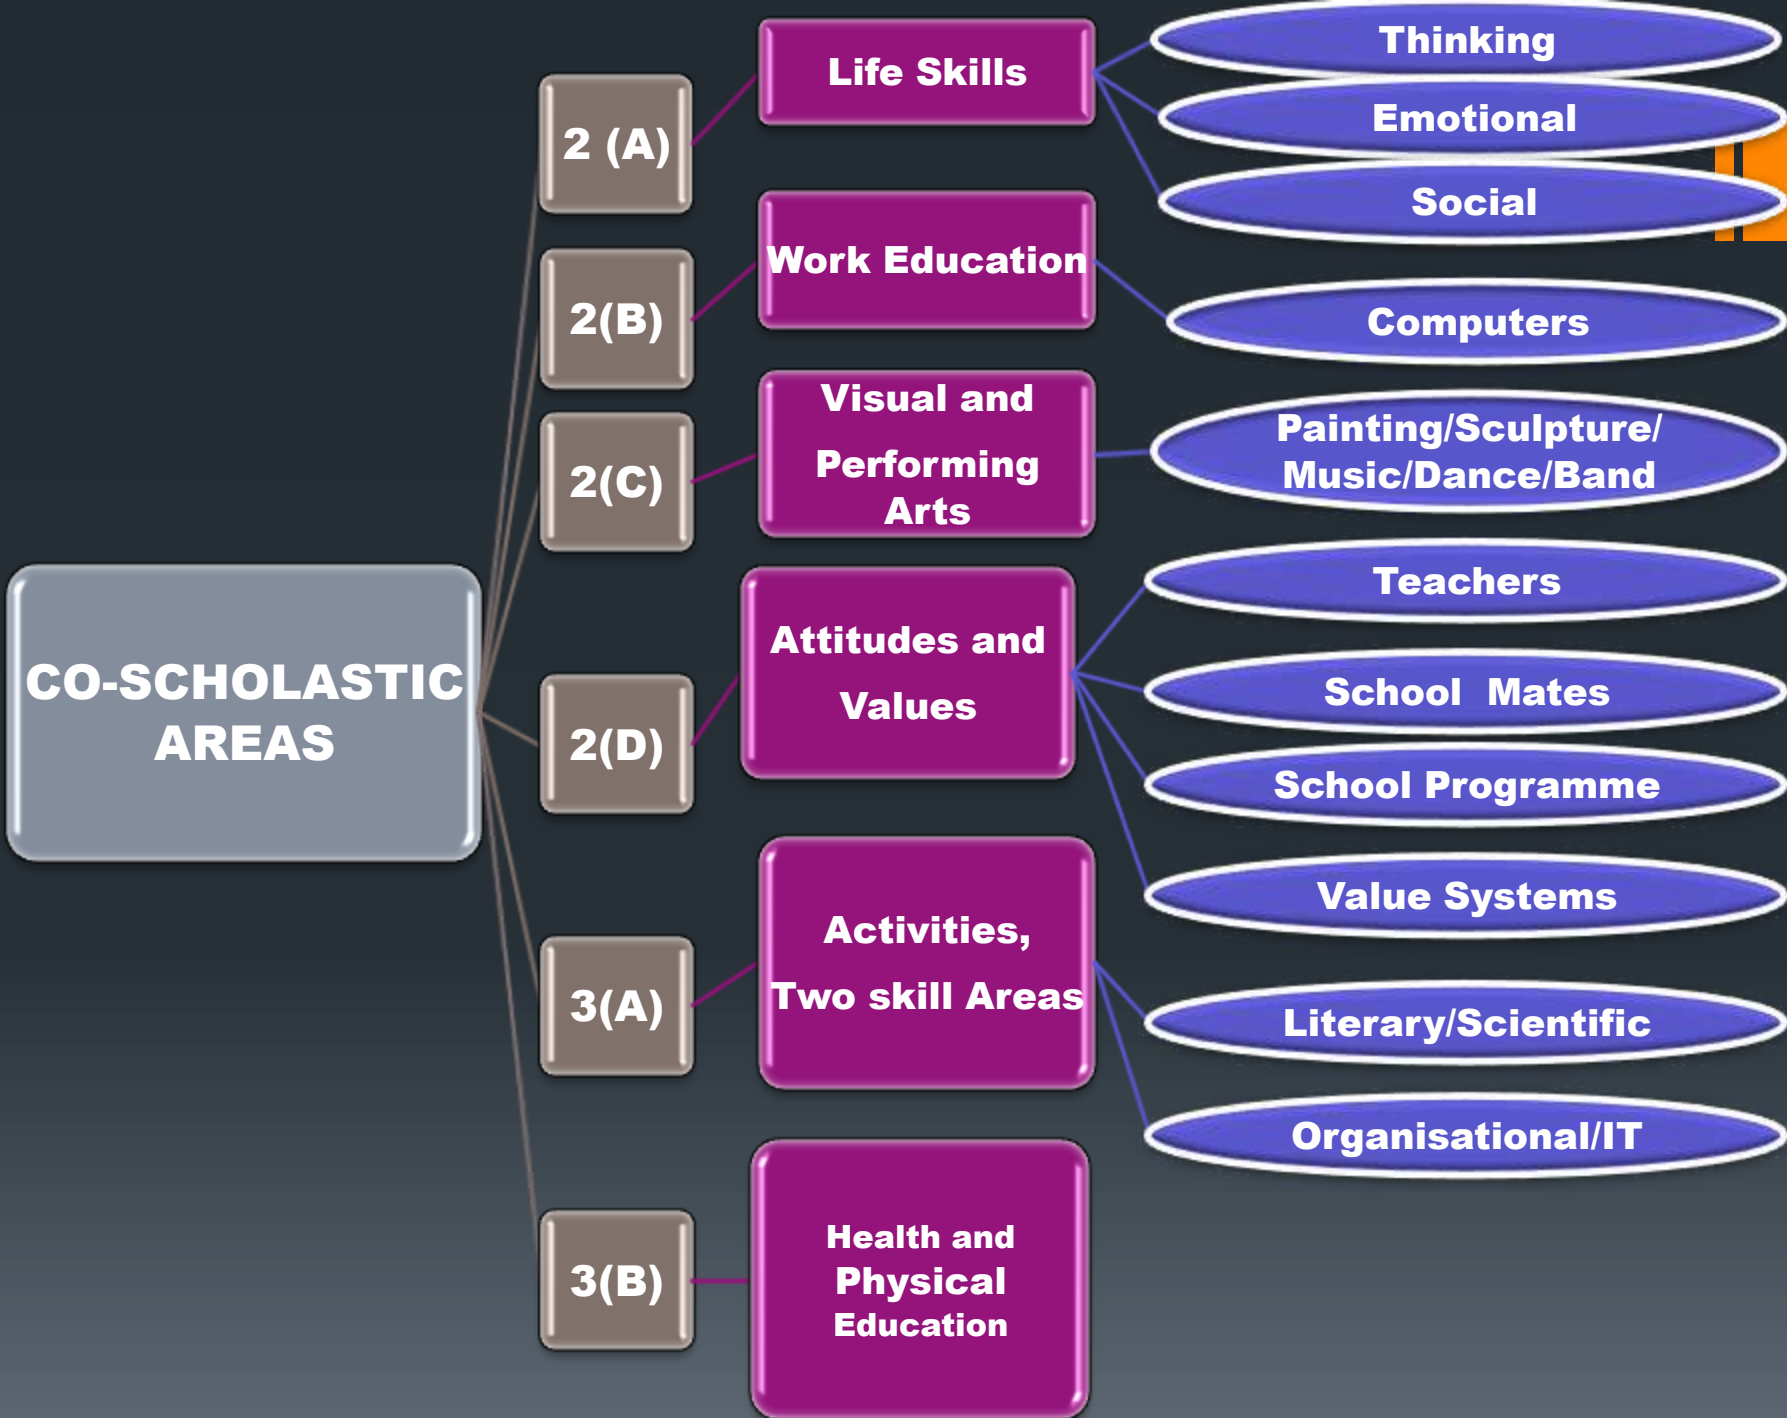 CO-SCHOLASTIC
AREAS
2 (A)
Life Skills
Thinking
Emotional
Social
2(B)
Work Education
Computers
2(C)
Visual and
Performing
Arts
Painting/Sculpture/
Music/Dance/Band
2(D)
Attitudes and
Values
Teachers
School  Mates
School Programme
Value Systems
3(A)
Activities,
Two skill Areas
Literary/Scientific
Organisational/IT
3(B)
Health and
Physical
Education